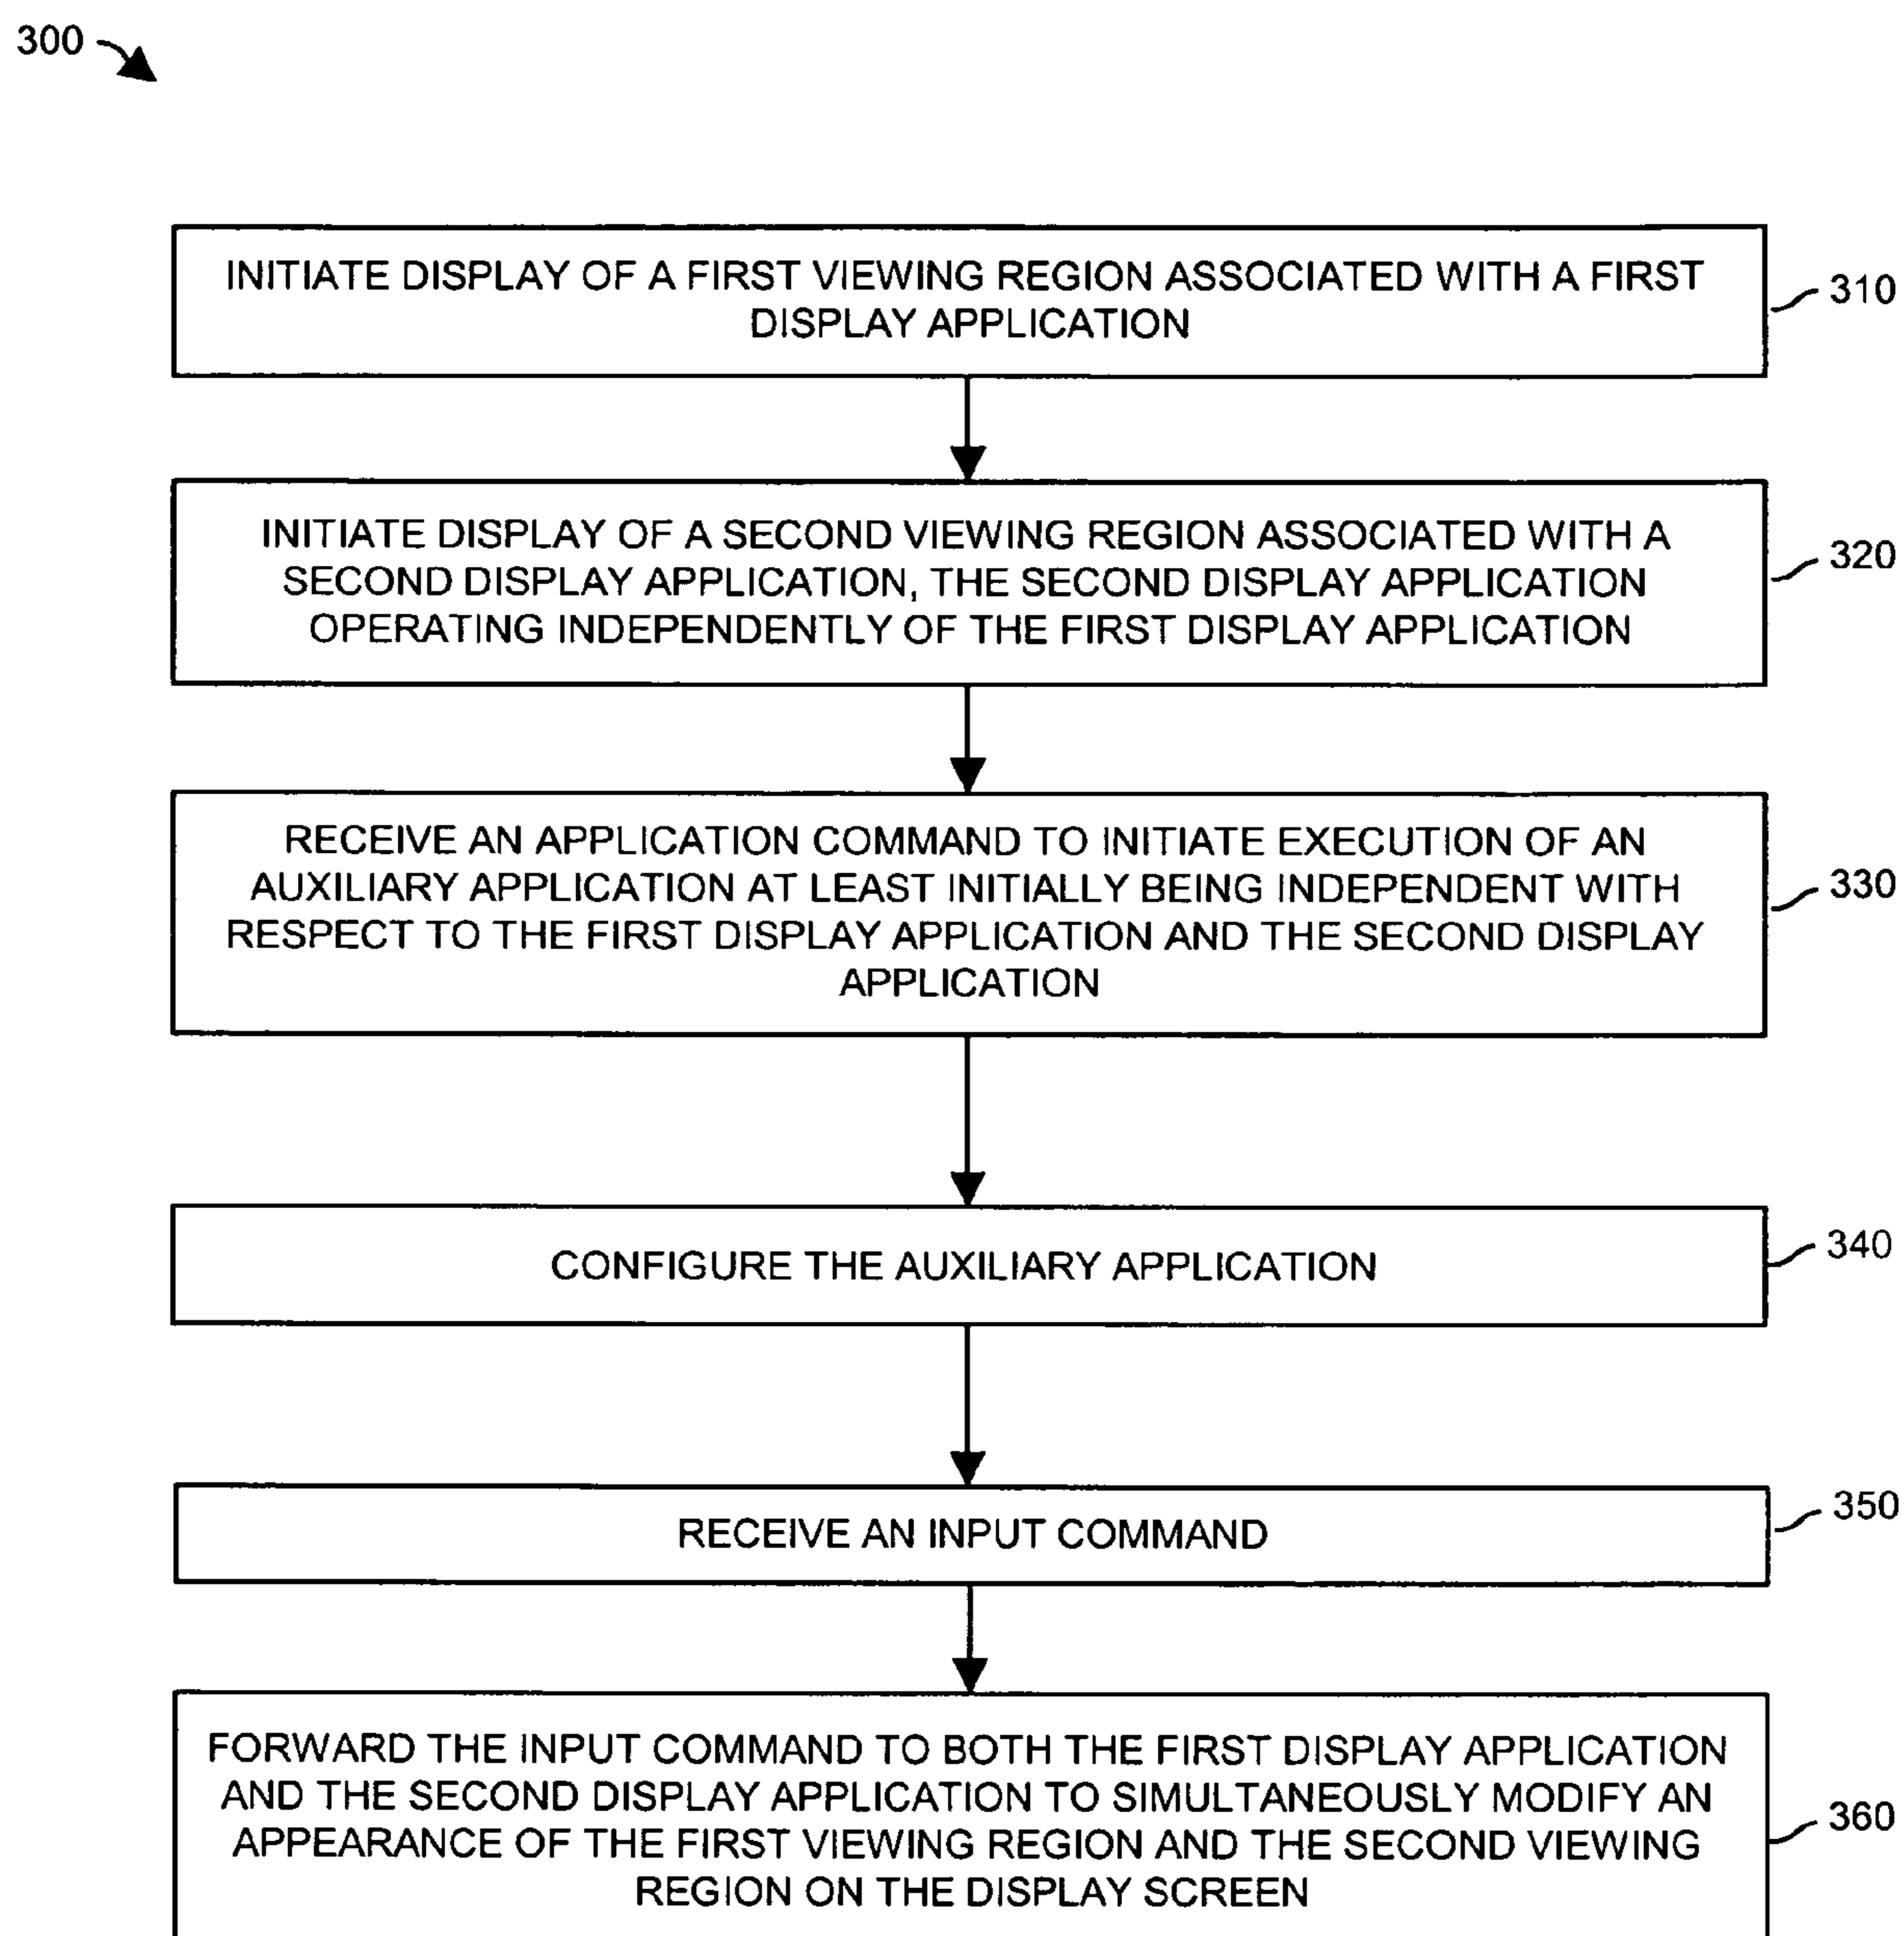 300
INITIATE DISPLAY OF A FIRST VIEWING REGION ASSOCIATED WITH A FIRST
DISPLAY APPLICATION
310
INITIATE DISPLAY OF A SECOND VIEWING REGION ASSOCIATED WITH A
SECOND DISPLAY APPLICATION, THE SECOND DISPLAY APPLICATION
OPERATING INDEPENDENTLY OF THE FIRST DISPLAY APPLICATION
320
RECEIVE AN APPLICATION COMMAND TO INITIATE EXECUTION OF AN
AUXILIARY APPLICATION AT LEAST INITIALLY BEING INDEPENDENT WITH
RESPECT TO THE FIRST DISPLAY APPLICATION AND THE SECOND DISPLAY
APPLICATION
330
CONFIGURE THE AUXILIARY APPLICATION
340
RECEIVE AN INPUT COMMAND
350
FORWARD THE INPUT COMMAND TO BOTH THE FIRST DISPLAY APPLICATION
AND THE SECOND DISPLAY APPLICATION TO SIMULTANEOUSLY MODIFY AN
APPEARANCE OF THE FIRST VIEWING REGION AND THE SECOND VIEWING
REGION ON THE DISPLAY SCREEN
360